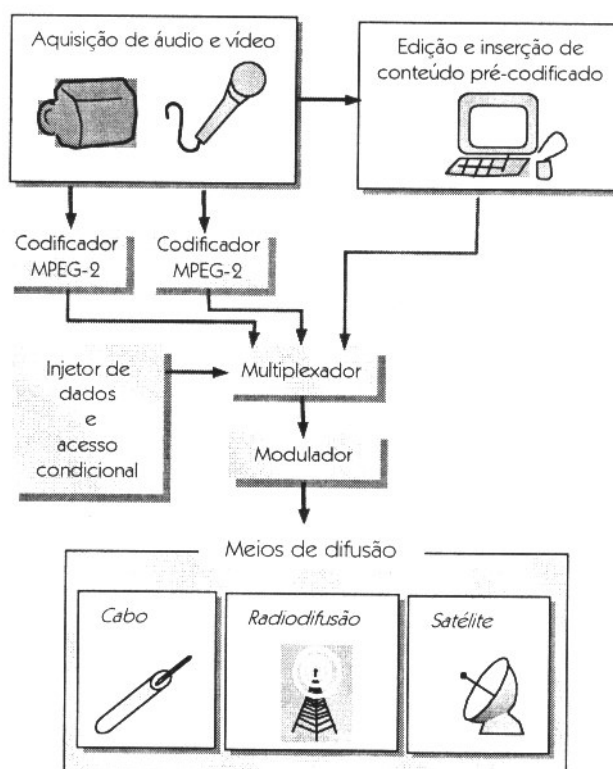 Aquisição de áudio e vídeo
Edição e inserção de
conteúdo pré-codificado
Codificador
MPEG-2
Codificador
MPEG-2
Injetor de
dados
e
acesso
condicional
Multiplexador
Modulador
Meios de difusão
Cabo
Radiodifusão
Satélite